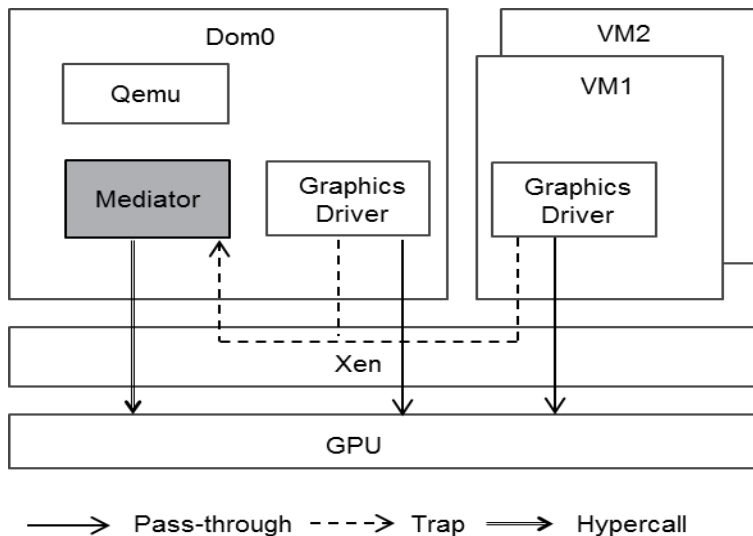 Dom0
VM2
VM1
Qemu
Mediator
Graphics
Driver
Graphics
Driver
Xen
GPU
Pass-through
Trap
Hypercall